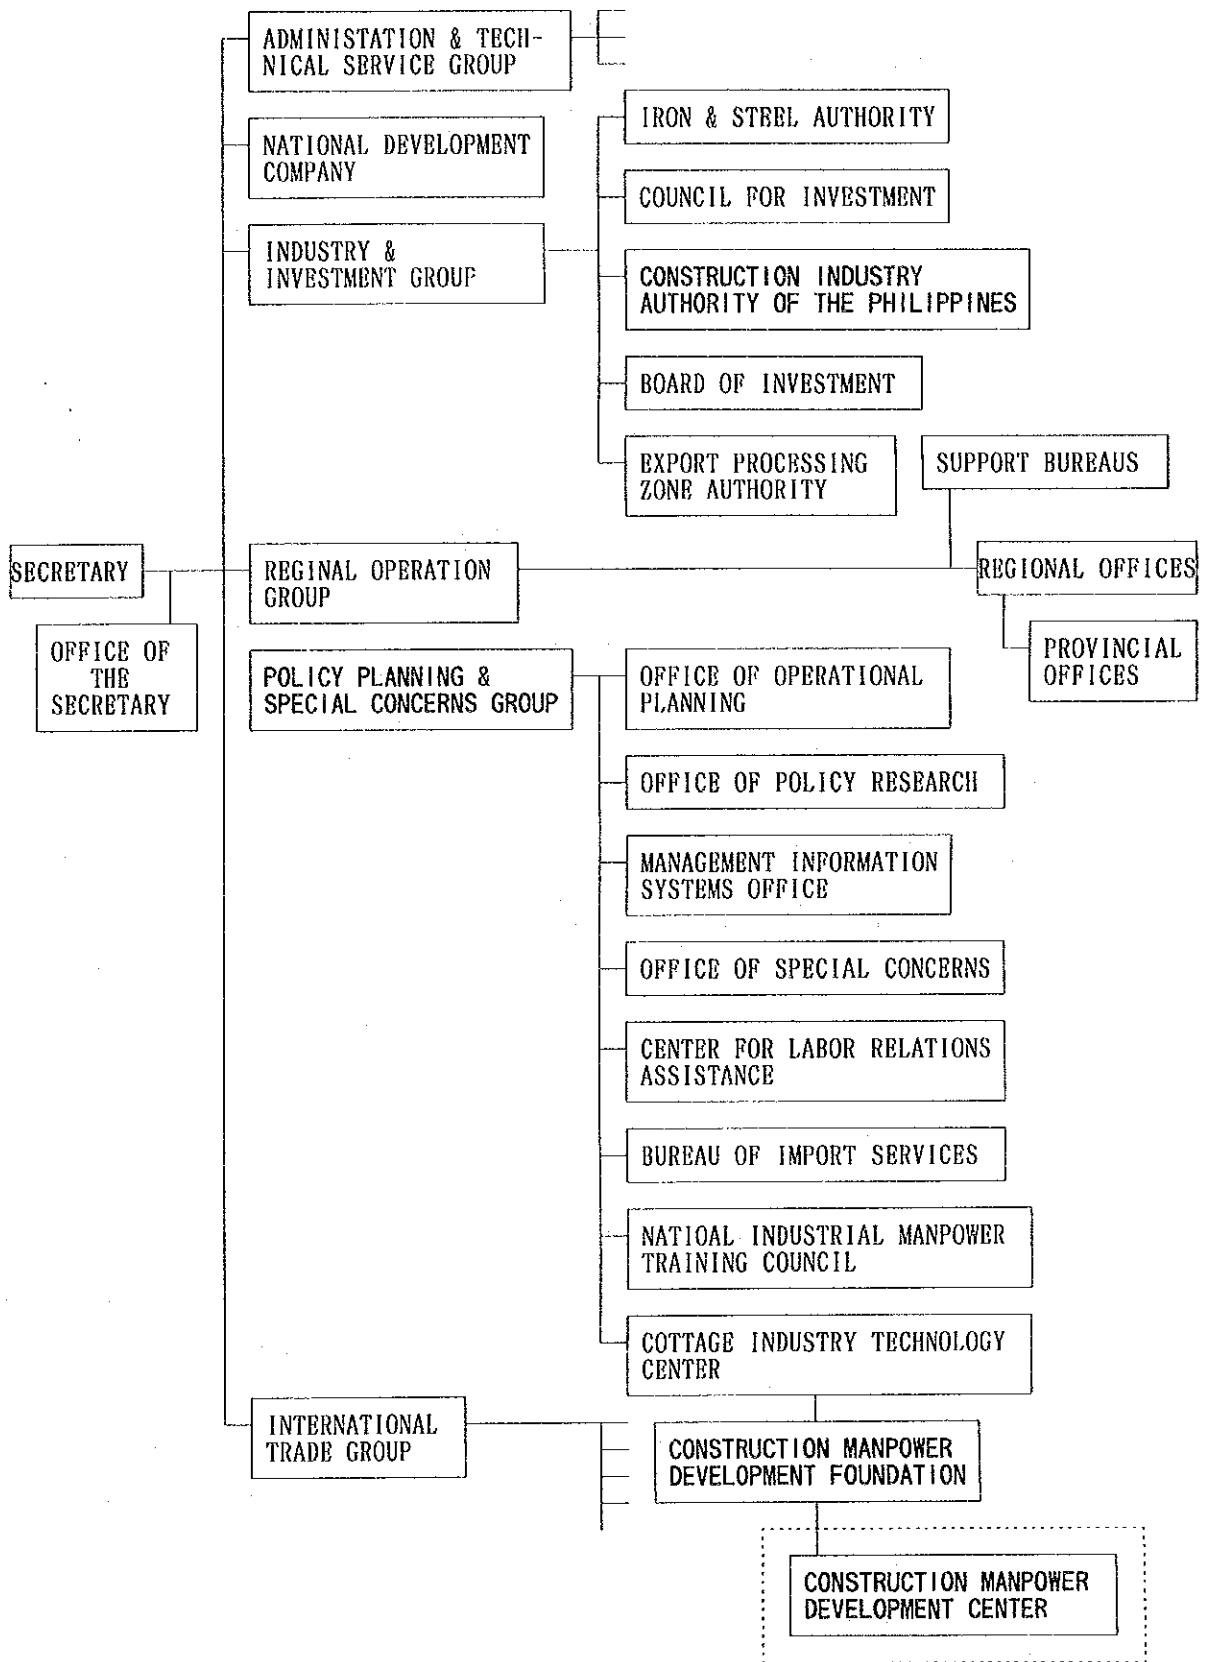 ADMINISTATION & TECH-
NICAL SERVICE GROUP
IRON & STEEL AUTHORITY
NATIONAL DEVELOPMENT
COMPANY
COUNCIL FOR INVESTMENT
INDUSTRY &
INVESTMENT GROUP
CONSTRUCTION INDUSTRY
AUTHORITY OF THE PHILIPPINES
BOARD OF INVESTMENT
EXPORT PROCESSING
ZONE AUTHORITY
SUPPORT BUREAUS
SECRETARY
REGINAL OPERATION
GROUP
REGIONAL OFFICES
OFFICE OF
THE
SECRETARY
PROVINCIAL
OFFICES
POLICY PLANNING &
SPECIAL CONCERNS GROUP
OFFICE OF OPERATIONAL
PLANNING
OFFICE OF POLICY RESEARCH
MANAGEMENT INFORMATION
SYSTEMS OFFICE
OFFICE OF SPECIAL CONCERNS
CENTER FOR LABOR RELATIONS
ASSISTANCE
BUREAU OF IMPORT SERVICES
NATIOAL INDUSTRIAL MANPOWER
TRAINING COUNCIL
COTTAGE INDUSTRY TECHNOLOGY
CENTER
INTERNATIONAL
TRADE GROUP
CONSTRUCTION MANPOWER
DEVELOPMENT FOUNDATION
CONSTRUCTION MANPOWER
DEVELOPMENT CENTER